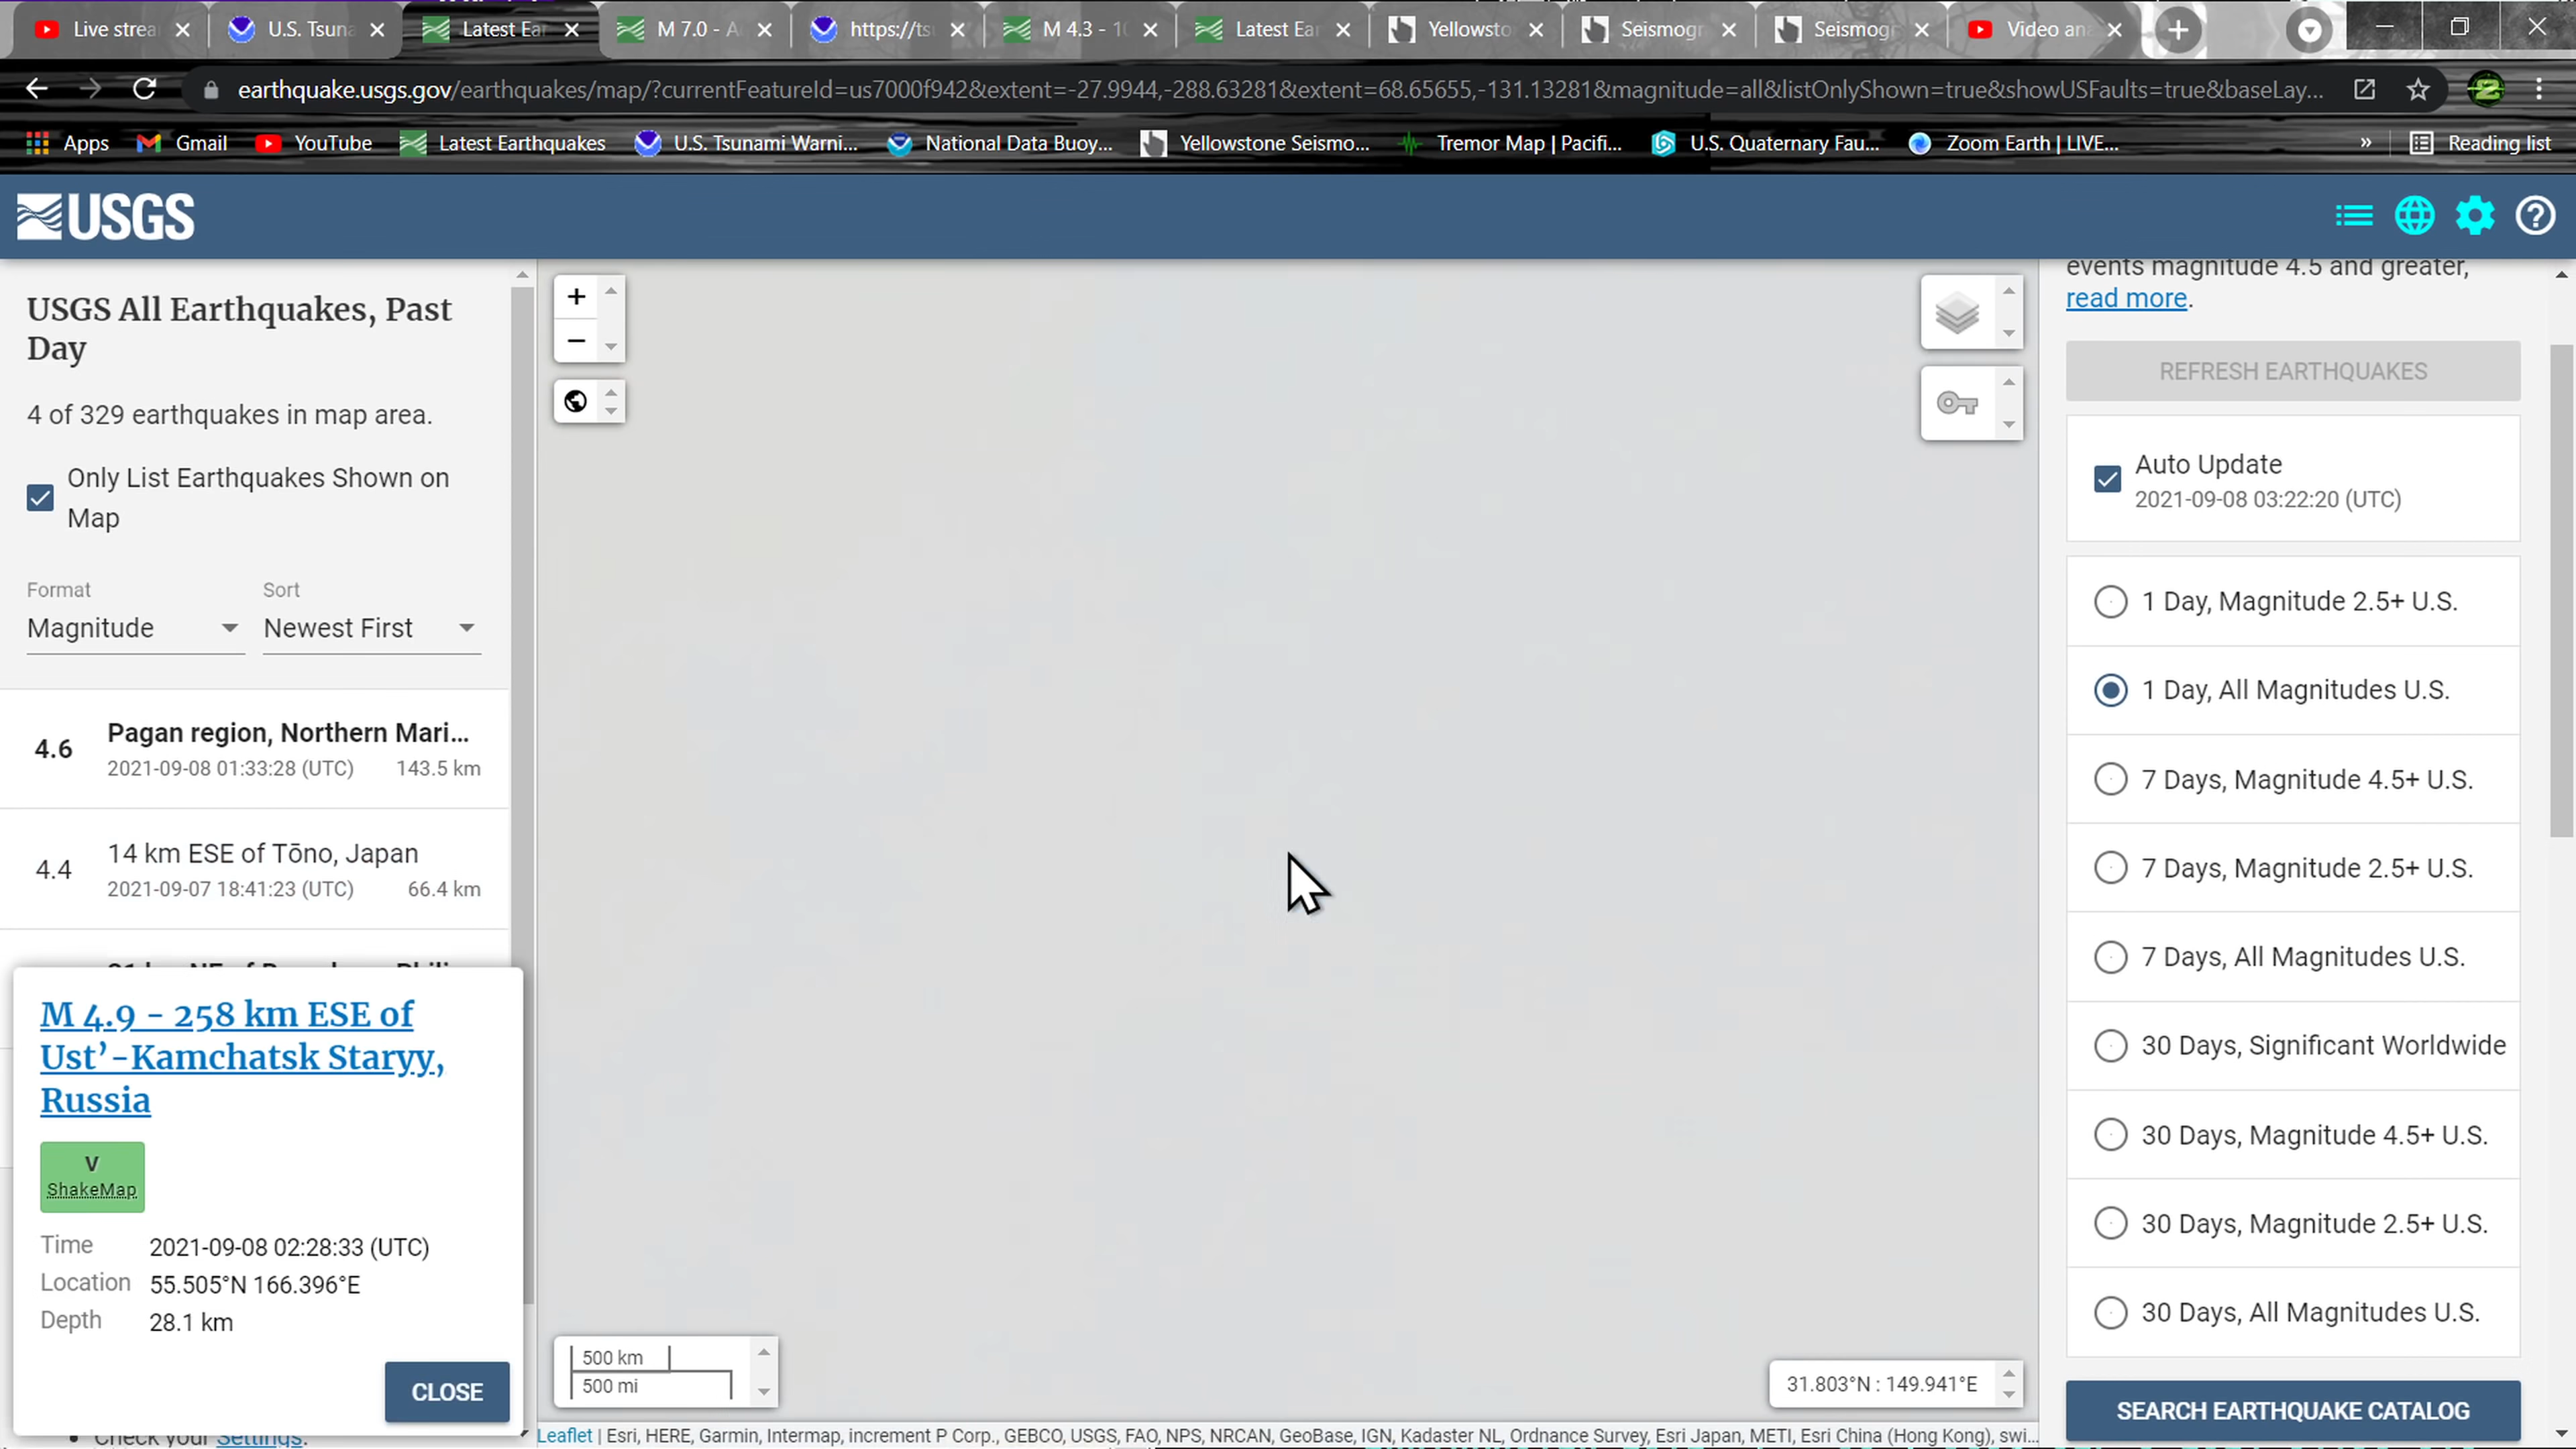 Live strea
U.S. Tsuna
Latest Ear
M 7.0 - A
https://ts
M 4.3 - 10
Latest Ea
Yellowsto
Seismogr
Seismogr
Video ana
earthquake.usgs.gov/earthquakes/map/?currentFeatureId=us7000f942&extent=-27.9944,-288.63281&extent=68.65655,-131.13281&magnitude=all&listOnlyShown=true&showUSFaults=true&baseLay...
Apps
Gmail
YouTube
Latest Earthquakes
U.S. Tsunami Warni...
National Data Buoy...
Yellowstone Seismo...
Tremor Map | Pacifi...
U.S. Quaternary Fau...
Zoom Earth | LIVE...
»
Reading list
USGS
USGS All Earthquakes, Past
Day
4 of 329 earthquakes in map area.
Only List Earthquakes Shown on
Map
Format
Sort
Magnitude
Newest First
4.6
Pagan region, Northern Mari...
2021-09-08 01:33:28 (UTC)
143.5 km
4.4
14 km ESE of Tōno, Japan
2021-09-07 18:41:23 (UTC)
66.4 km
M 4.9 - 258 km ESE of
Ust’-Kamchatsk Staryy,
Russia
V
ShakeMap
Time 2021-09-08 02:28:33 (UTC)
Location 55.505°N 166.396°E
Depth 28.1 km
CLOSE
Check your Settings.
+
−
500 km
500 mi
31.803°N : 149.941°E
Leaflet | Esri, HERE, Garmin, Intermap, increment P Corp., GEBCO, USGS, FAO, NPS, NRCAN, GeoBase, IGN, Kadaster NL, Ordnance Survey, Esri Japan, METI, Esri China (Hong Kong), swi...
events magnitude 4.5 and greater,
read more.
REFRESH EARTHQUAKES
Auto Update
2021-09-08 03:22:20 (UTC)
1 Day, Magnitude 2.5+ U.S.
1 Day, All Magnitudes U.S.
7 Days, Magnitude 4.5+ U.S.
7 Days, Magnitude 2.5+ U.S.
7 Days, All Magnitudes U.S.
30 Days, Significant Worldwide
30 Days, Magnitude 4.5+ U.S.
30 Days, Magnitude 2.5+ U.S.
30 Days, All Magnitudes U.S.
SEARCH EARTHQUAKE CATALOG